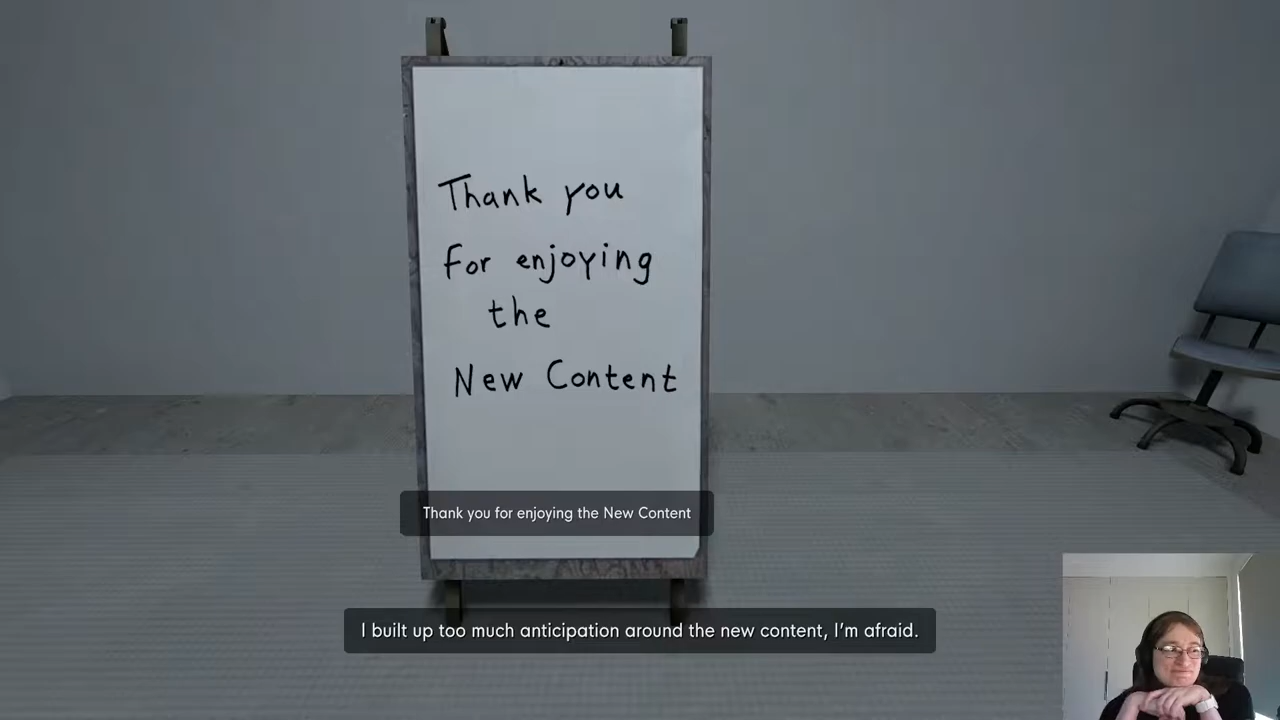 Thank you
for enjoying
the
New Content
Thank you for enjoying the New Content
I built up too much anticipation around the new content, I'm afraid.